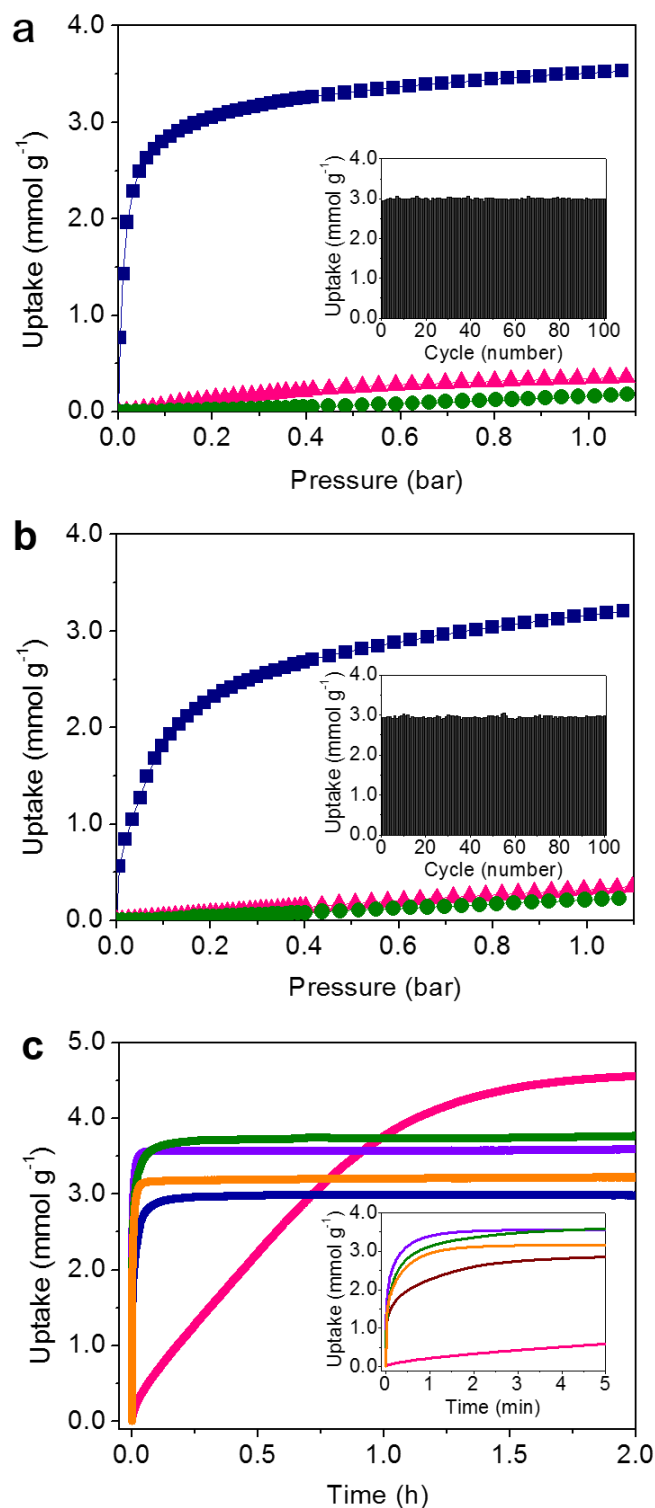 a
4.0
3.0
2.0
1.0
0.0
Uptake (mmol g⁻¹)
0.0 0.2 0.4 0.6 0.8 1.0
Pressure (bar)
4.0
3.0
2.0
1.0
0.0
Uptake (mmol g⁻¹)
0 20 40 60 80 100
Cycle (number)
b
4.0
3.0
2.0
1.0
0.0
Uptake (mmol g⁻¹)
0.0 0.2 0.4 0.6 0.8 1.0
Pressure (bar)
4.0
3.0
2.0
1.0
0.0
Uptake (mmol g⁻¹)
0 20 40 60 80 100
Cycle (number)
c
5.0
4.0
3.0
2.0
1.0
0.0
Uptake (mmol g⁻¹)
0.0 0.5 1.0 1.5 2.0
Time (h)
4.0
3.0
2.0
1.0
0.0
Uptake (mmol g⁻¹)
0 1 2 3 4 5
Time (min)